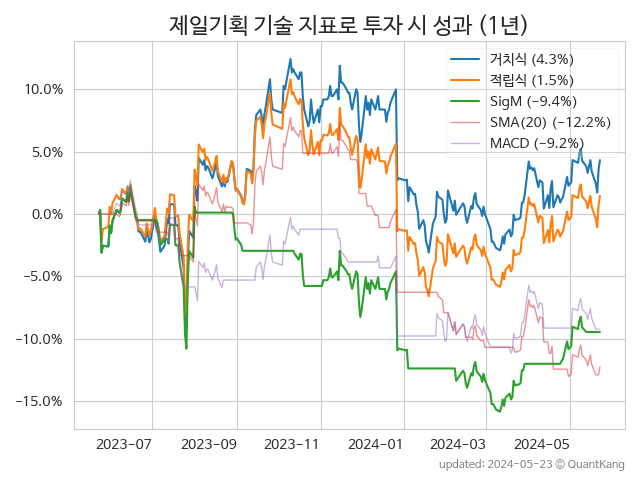 제일기획 기술 지표로 투자 시 성과 (1년)
거치식 (4.3%)
적립식 (1.5%)
SigM (−9.4%)
SMA(20) (−12.2%)
MACD (−9.2%)
10.0%
5.0%
0.0%
−5.0%
−10.0%
−15.0%
2023-07 2023-09 2023-11 2024-01 2024-03 2024-05
updated: 2024-05-23 © QuantKang